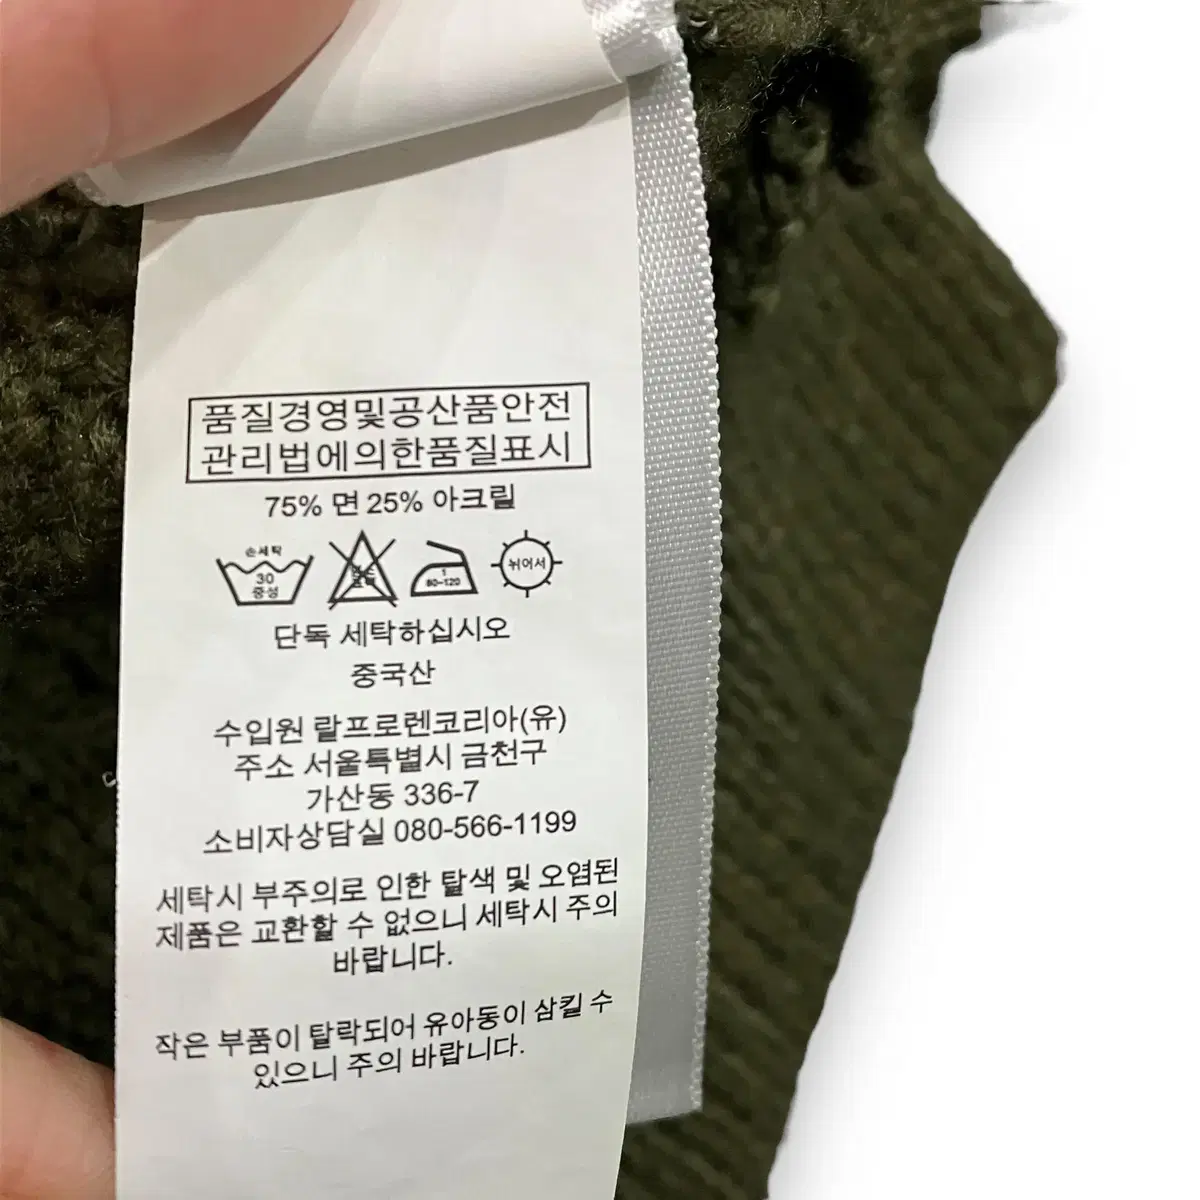 품질경영및공산품안전
관리법에의한품질표시
75% 면 25% 아크릴
손세탁
30
중성
1
80-120
뉘어서
단독 세탁하십시오
중국산
수입원 랄프로렌코리아(유)
주소 서울특별시 금천구
가산동 336-7
소비자상담실 080-566-1199
세탁시 부주의로 인한 탈색 및 오염된
제품은 교환할 수 없으니 세탁시 주의
바랍니다.
작은 부품이 탈락되어 유아동이 삼킬 수
있으니 주의 바랍니다.